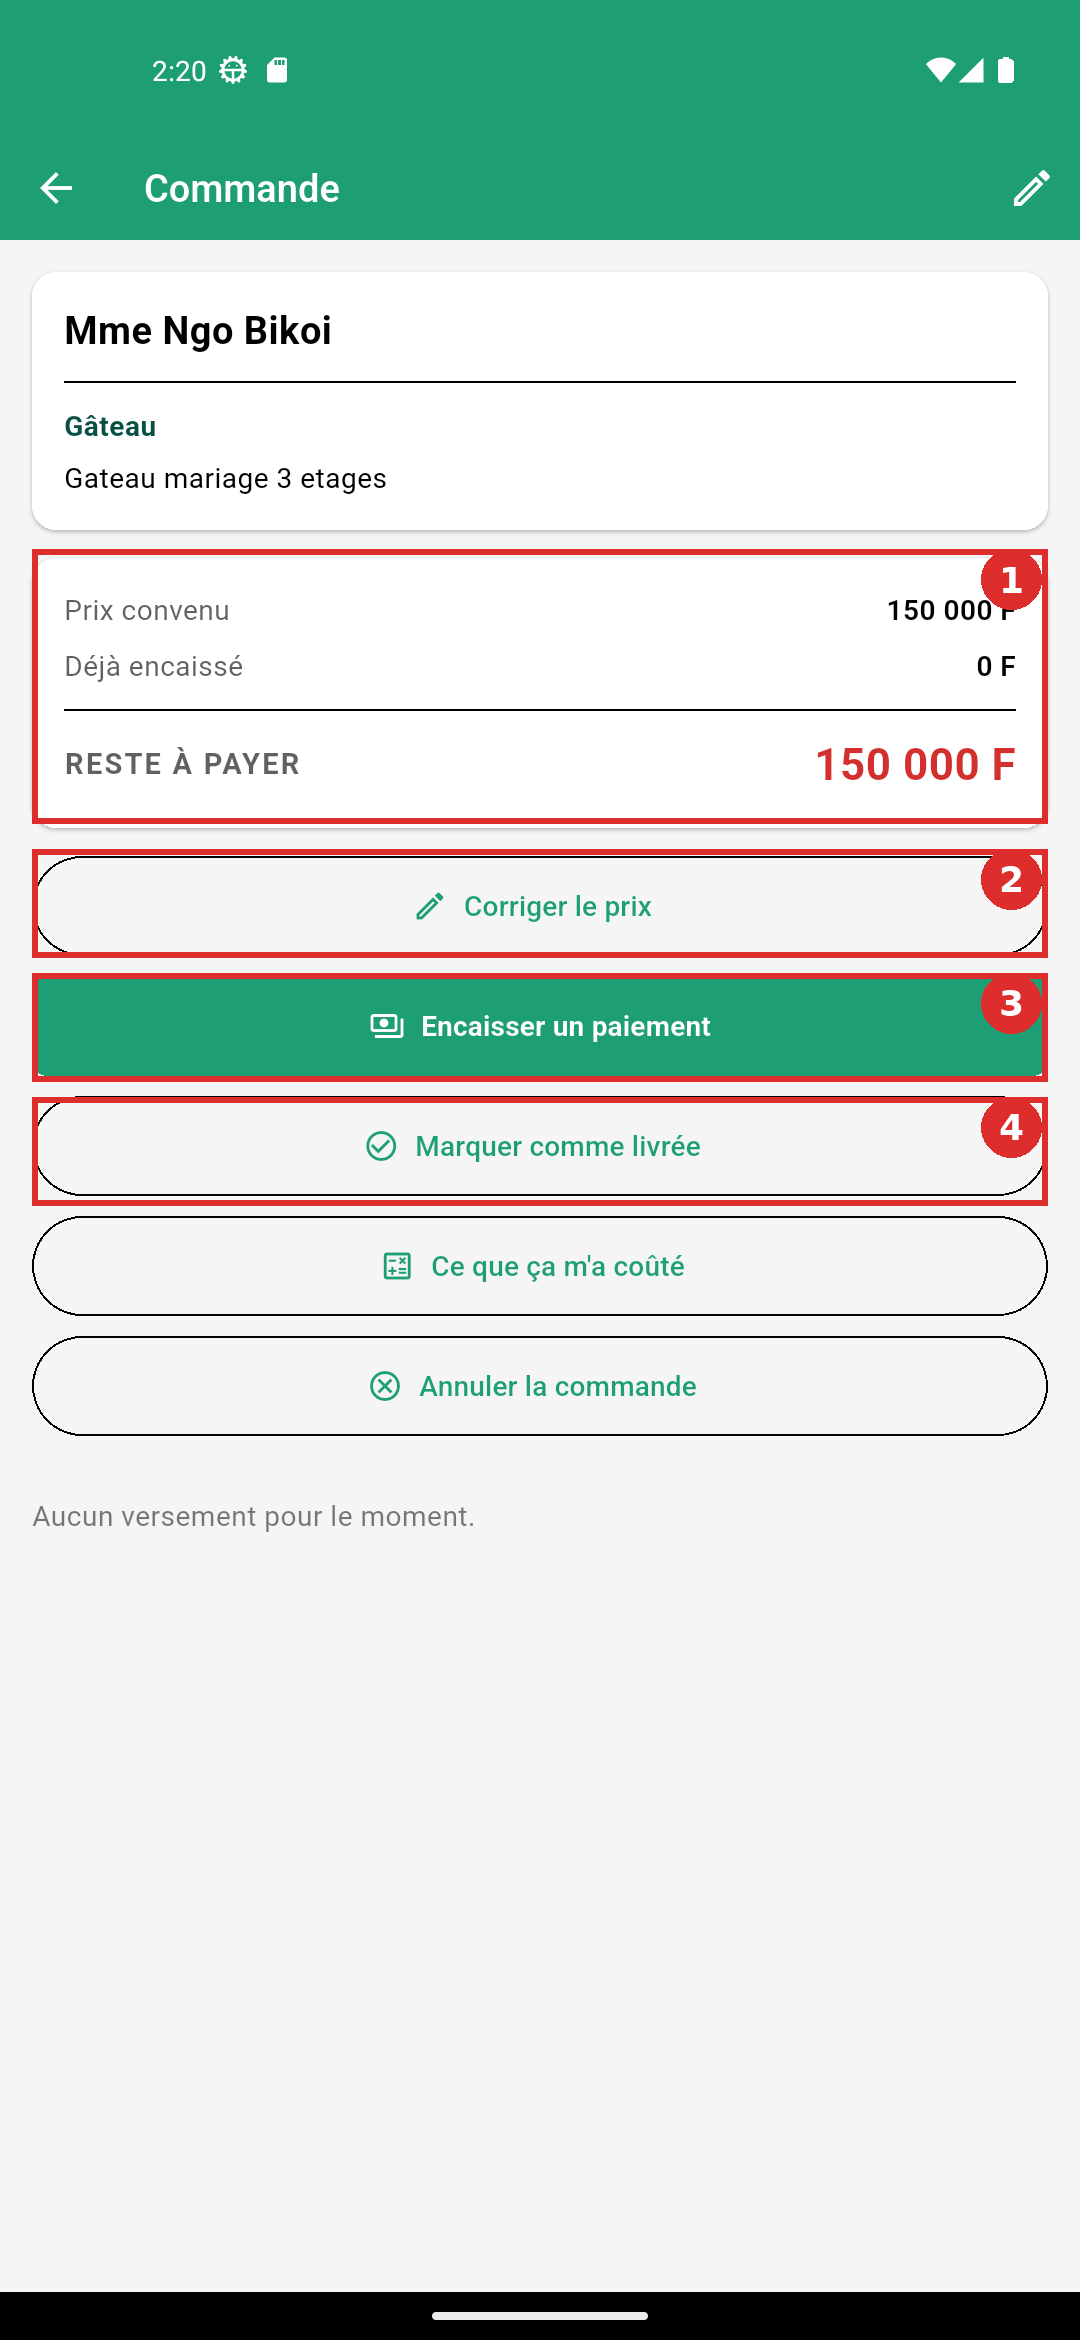 2:20
Commande
Mme Ngo Bikoi
Gâteau
Gateau mariage 3 etages
1
Prix convenu 150 000 F
Déjà encaissé 0 F
RESTE À PAYER 150 000 F
2
Corriger le prix
3
Encaisser un paiement
4
Marquer comme livrée
Ce que ça m'a coûté
Annuler la commande
Aucun versement pour le moment.